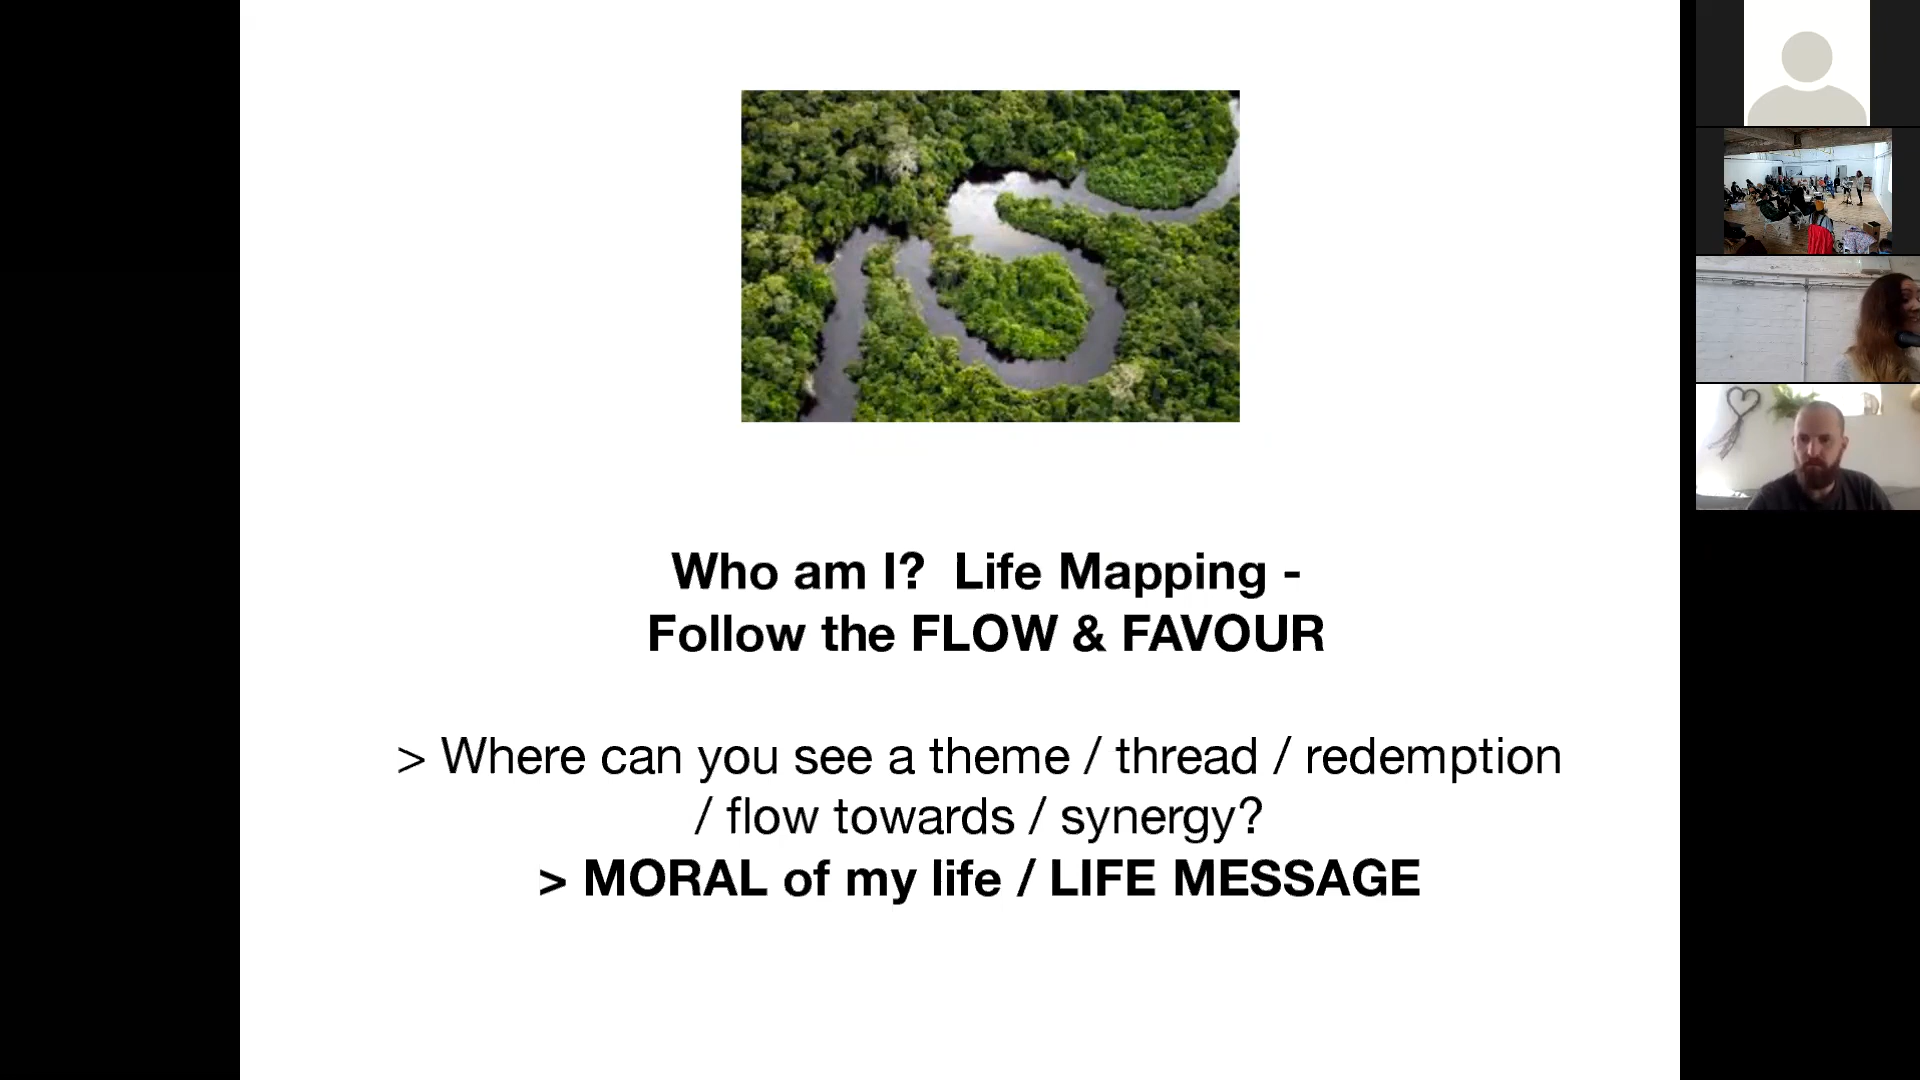 Who am I?  Life Mapping -
Follow the FLOW & FAVOUR
> Where can you see a theme / thread / redemption
/ flow towards / synergy?
> MORAL of my life / LIFE MESSAGE